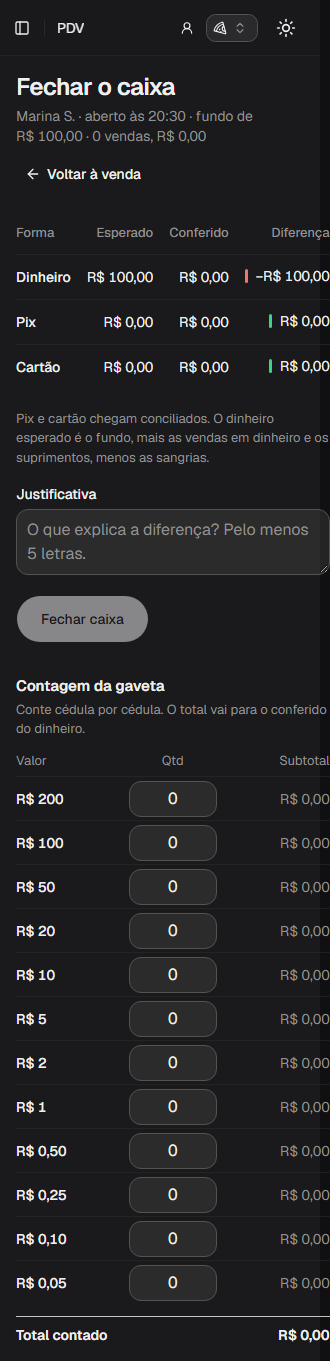 PDV
Fechar o caixa
Marina S. · aberto às 20:30 · fundo de
R$ 100,00 · 0 vendas, R$ 0,00
← Voltar à venda
Forma Esperado Conferido Diferença
Dinheiro R$ 100,00 R$ 0,00 −R$ 100,00
Pix R$ 0,00 R$ 0,00 R$ 0,00
Cartão R$ 0,00 R$ 0,00 R$ 0,00
Pix e cartão chegam conciliados. O dinheiro
esperado é o fundo, mais as vendas em dinheiro e os
suprimentos, menos as sangrias.
Justificativa
O que explica a diferença? Pelo menos
5 letras.
Fechar caixa
Contagem da gaveta
Conte cédula por cédula. O total vai para o conferido
do dinheiro.
Valor Qtd Subtotal
R$ 200 0 R$ 0,00
R$ 100 0 R$ 0,00
R$ 50 0 R$ 0,00
R$ 20 0 R$ 0,00
R$ 10 0 R$ 0,00
R$ 5 0 R$ 0,00
R$ 2 0 R$ 0,00
R$ 1 0 R$ 0,00
R$ 0,50 0 R$ 0,00
R$ 0,25 0 R$ 0,00
R$ 0,10 0 R$ 0,00
R$ 0,05 0 R$ 0,00
Total contado R$ 0,00